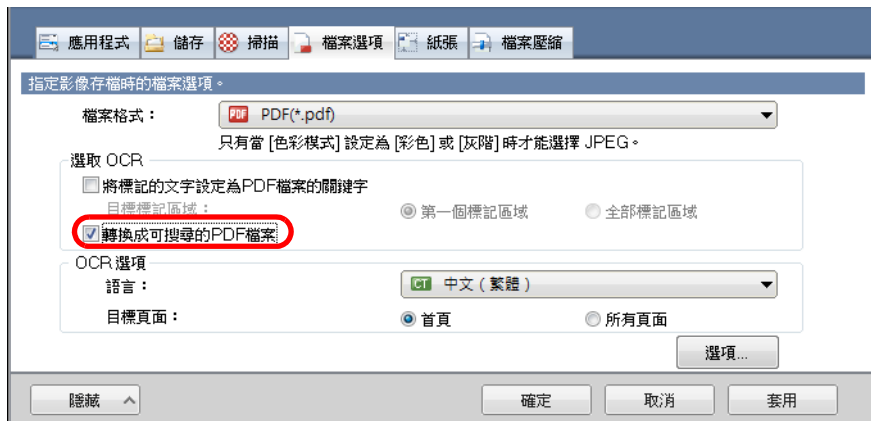 應用程式 儲存 掃描 檔案選項 紙張 檔案壓縮
指定影像存檔時的檔案選項。
檔案格式： PDF PDF(*.pdf)
只有當 [色彩模式] 設定為 [彩色] 或 [灰階] 時才能選擇 JPEG。
選取 OCR
將標記的文字設定為PDF檔案的關鍵字
目標標記區域： 第一個標記區域 全部標記區域
轉換成可搜尋的PDF檔案
OCR 選項
語言： CT 中文（繁體）
目標頁面： 首頁 所有頁面
選項...
隱藏 確定 取消 套用